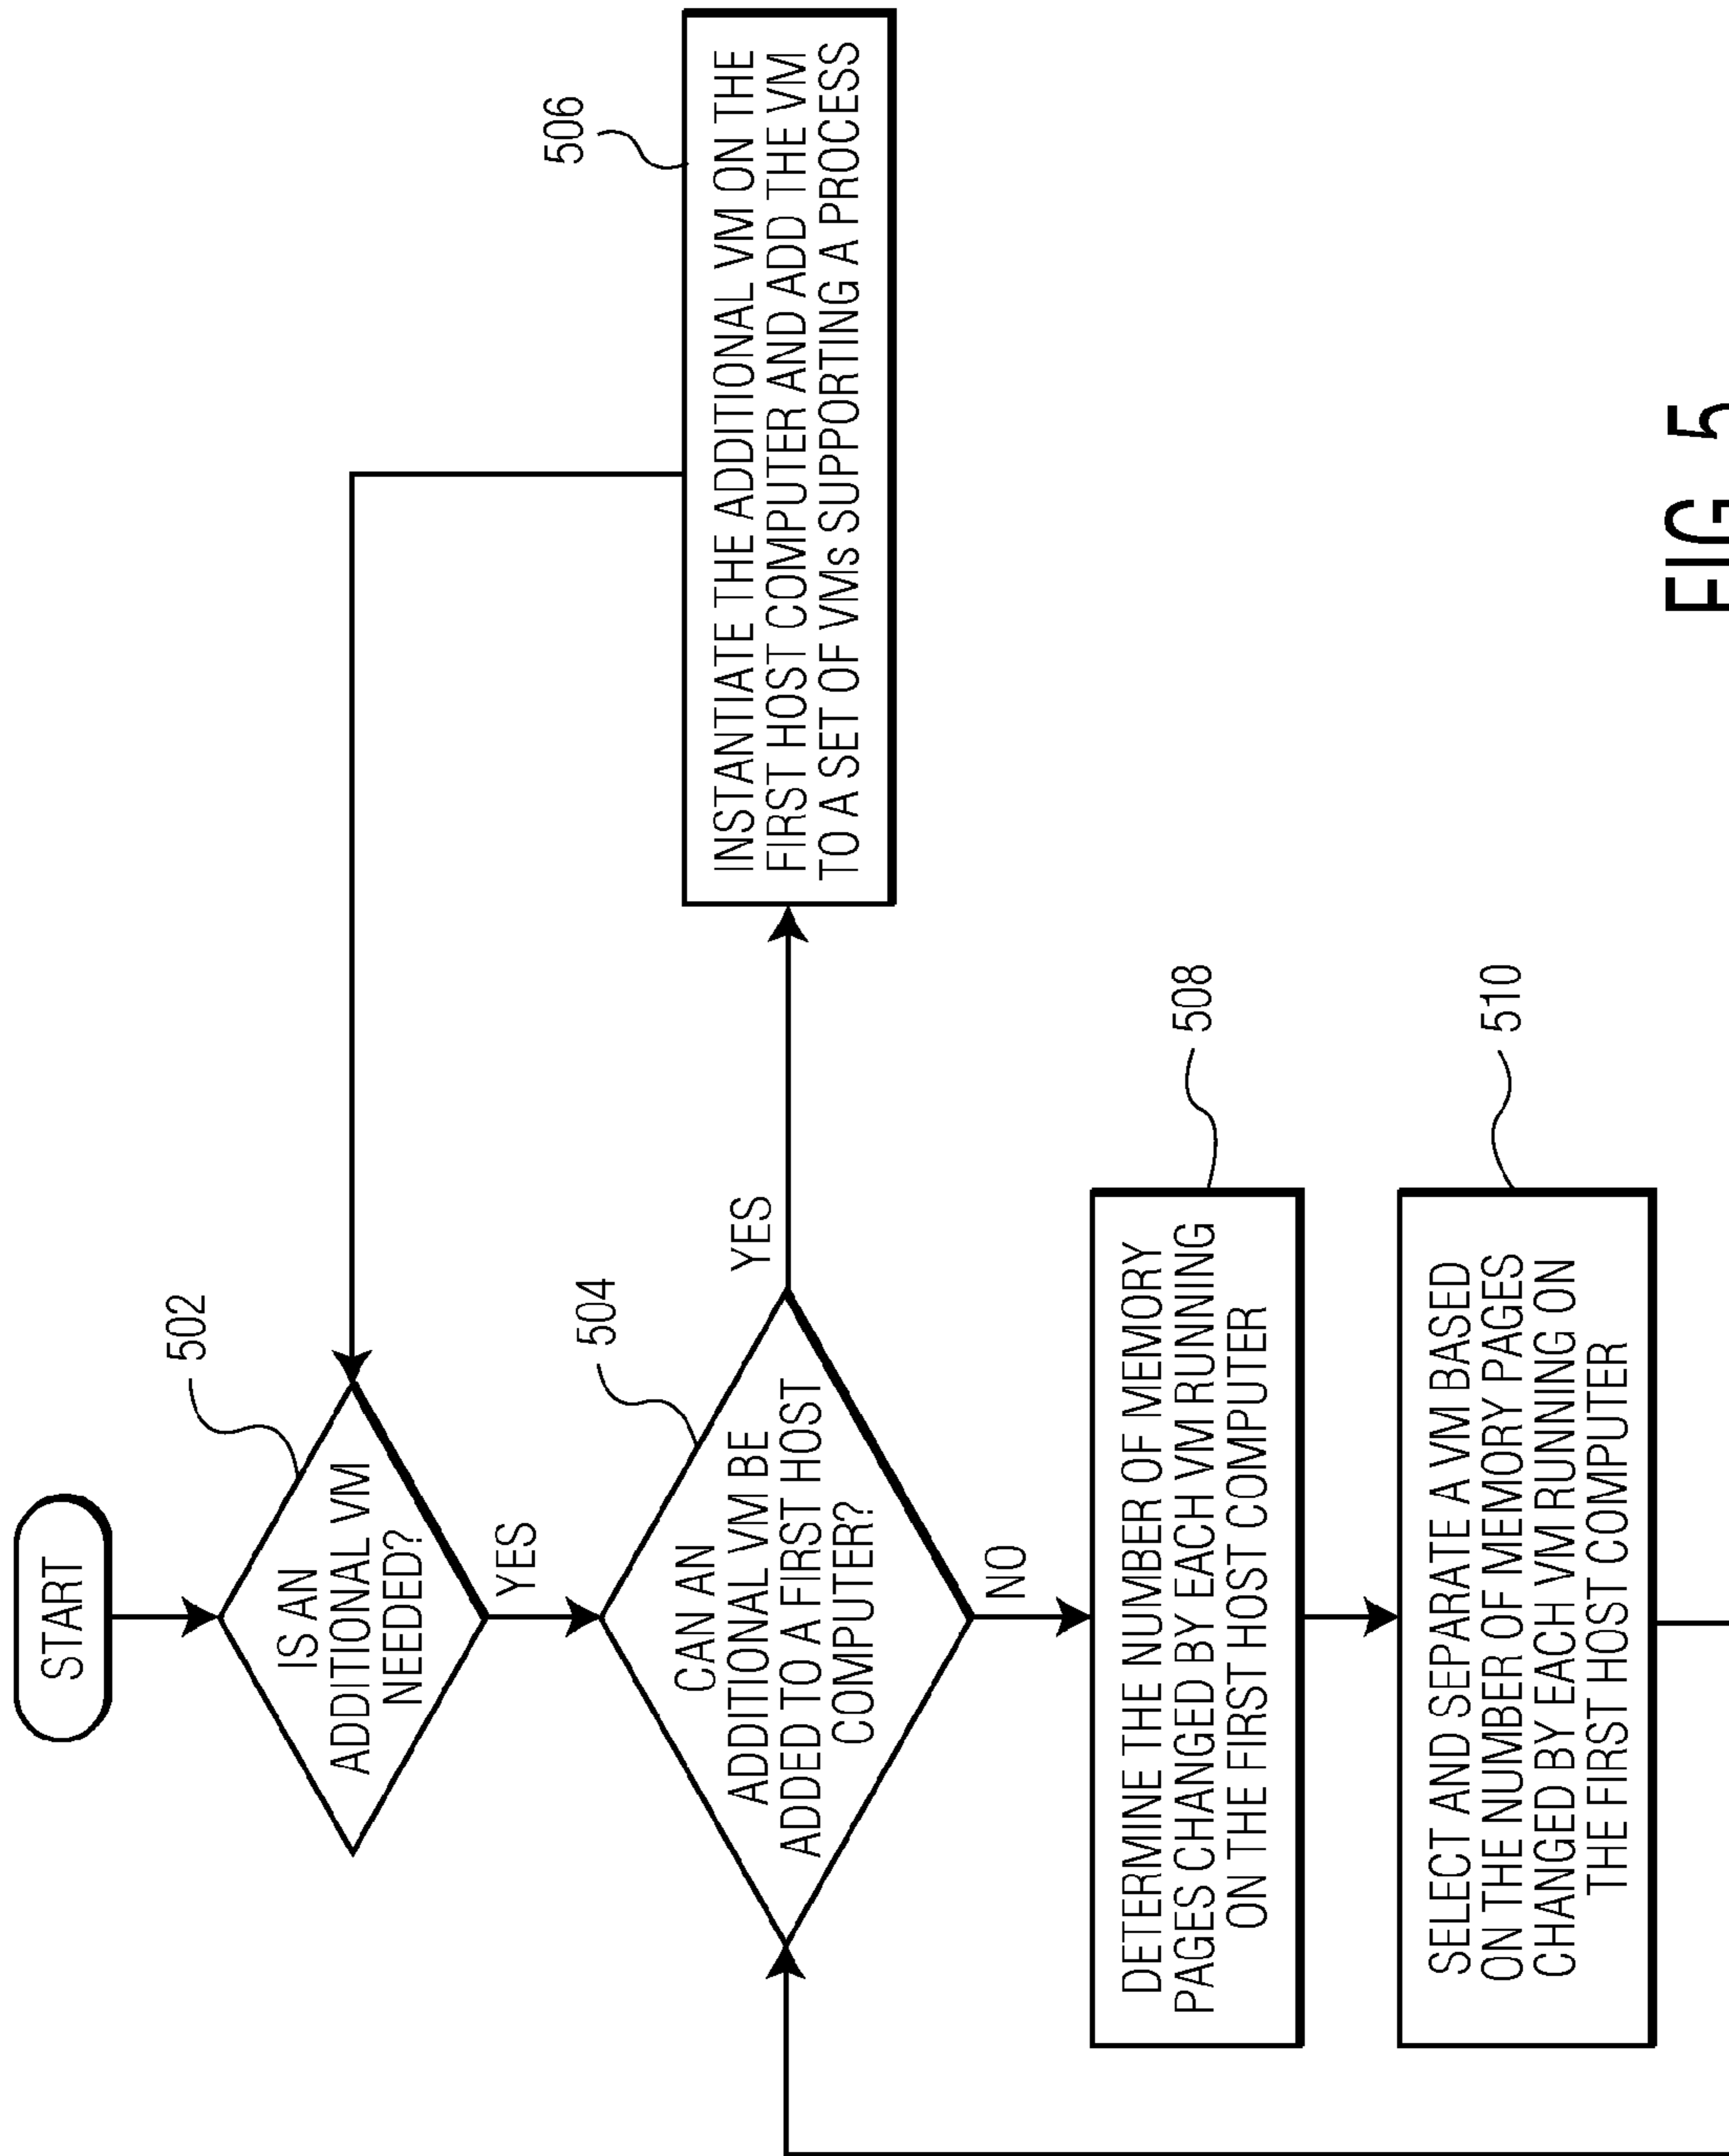 START
502
IS AN
ADDITIONAL VM
NEEDED?
YES
504
CAN AN
ADDITIONAL VM BE
ADDED TO A FIRST HOST
COMPUTER?
YES
506
INSTANTIATE THE ADDITIONAL VM ON THE
FIRST HOST COMPUTER AND ADD THE VM
TO A SET OF VMs SUPPORTING A PROCESS
NO
508
DETERMINE THE NUMBER OF MEMORY
PAGES CHANGED BY EACH VM RUNNING
ON THE FIRST HOST COMPUTER
510
SELECT AND SEPARATE A VM BASED
ON THE NUMBER OF MEMORY PAGES
CHANGED BY EACH VM RUNNING ON
THE FIRST HOST COMPUTER
FIG. 5